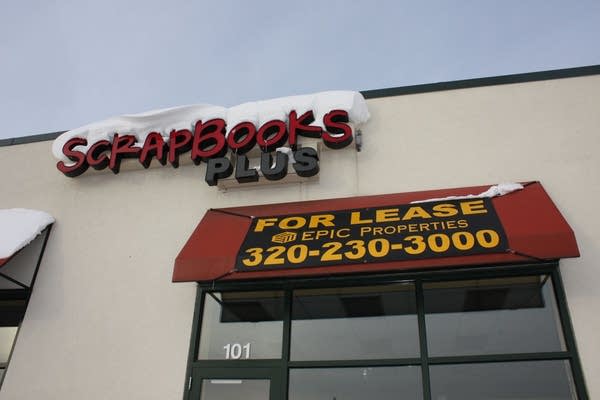 SCRAPBOOKS
PLUS
FOR LEASE
EPIC PROPERTIES
320-230-3000
101